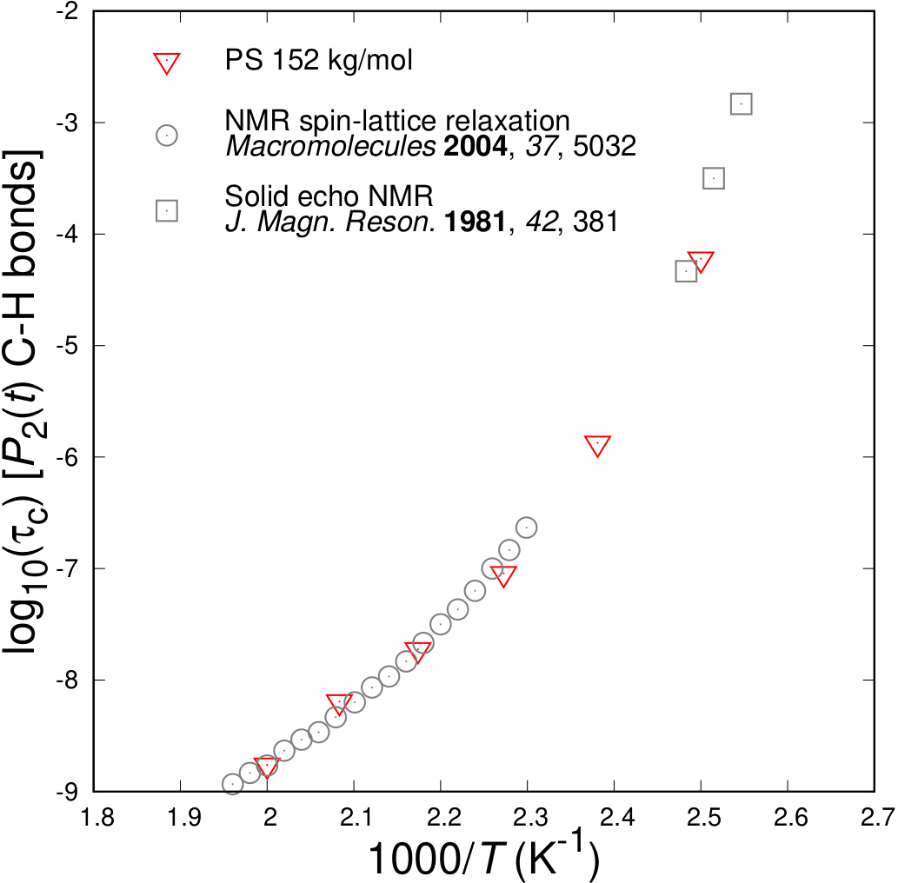 -2
-3
-4
-5
-6
-7
-8
-9
log10(τc) [P2(t) C-H bonds]
PS 152 kg/mol
NMR spin-lattice relaxation
Macromolecules 2004, 37, 5032
Solid echo NMR
J. Magn. Reson. 1981, 42, 381
1.8 1.9 2 2.1 2.2 2.3 2.4 2.5 2.6 2.7
1000/T (K-1)